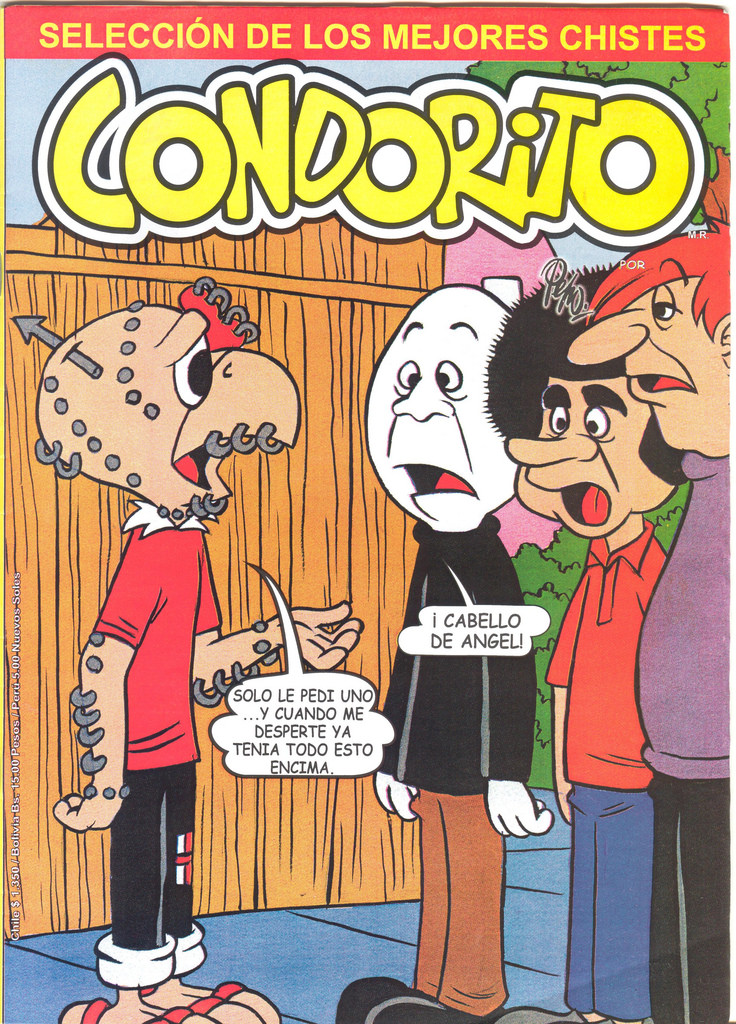 SELECCIÓN DE LOS MEJORES CHISTES
CONDORITO
M.R.
POR
PEPO
¡CABELLO
DE ANGEL!
SOLO LE PEDI UNO
...Y CUANDO ME
DESPERTE YA
TENIA TODO ESTO
ENCIMA.
Chile $ 1.350 / Bolivia Bs. 15.00 Pesos / Perú 5.00 Nuevos Soles